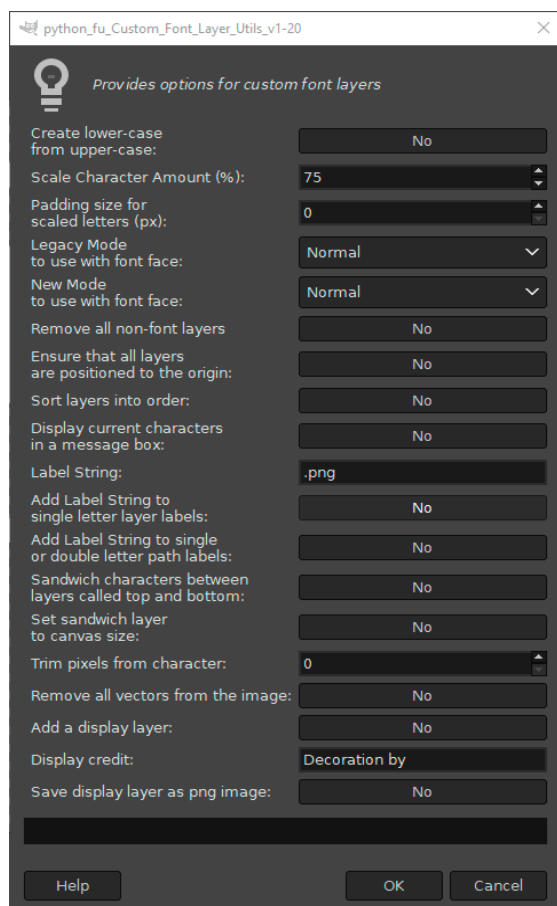 python_fu_Custom_Font_Layer_Utils_v1-20
Provides options for custom font layers
Create lower-case
from upper-case:
No
Scale Character Amount (%):
75
Padding size for
scaled letters (px):
0
Legacy Mode
to use with font face:
Normal
New Mode
to use with font face:
Normal
Remove all non-font layers
No
Ensure that all layers
are positioned to the origin:
No
Sort layers into order:
No
Display current characters
in a message box:
No
Label String:
.png
Add Label String to
single letter layer labels:
No
Add Label String to single
or double letter path labels:
No
Sandwich characters between
layers called top and bottom:
No
Set sandwich layer
to canvas size:
No
Trim pixels from character:
0
Remove all vectors from the image:
No
Add a display layer:
No
Display credit:
Decoration by
Save display layer as png image:
No
Help
OK
Cancel